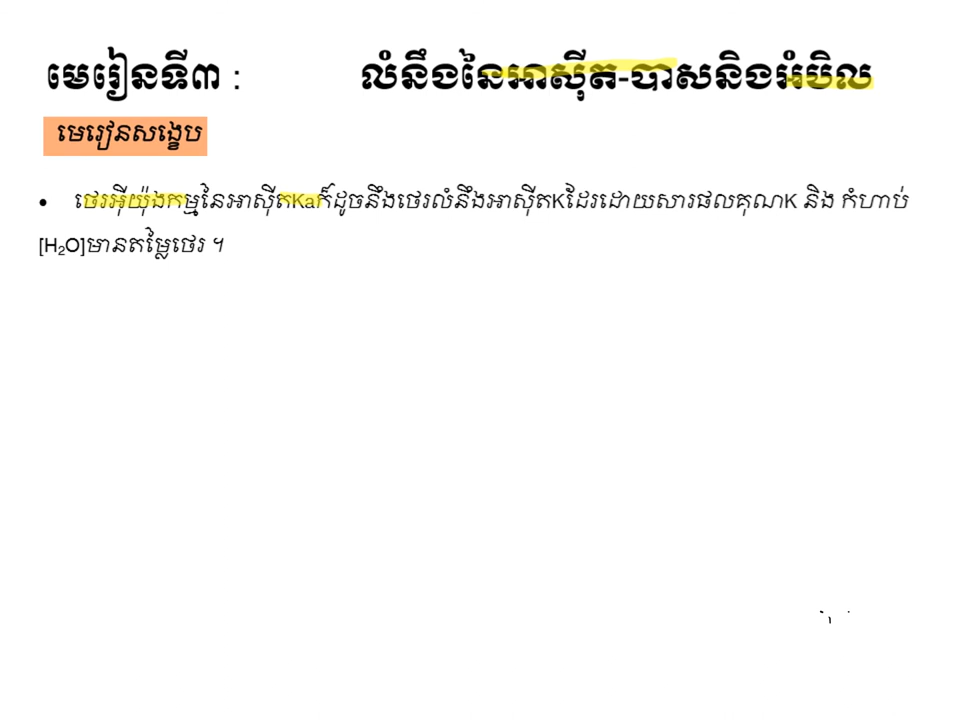 មេរៀនទី៣ : លំនឹងនៃអាស៊ីត-បាសនិងអំបិល
មេរៀនសង្ខេប
• ថេរអ៊ីយ៉ុងកម្មនៃអាស៊ីតKaក៏ដូចនឹងថេរលំនឹងអាស៊ីតKដែរដោយសារផលគុណK និង កំហាប់
[H₂O]មានតម្លៃថេរ ។